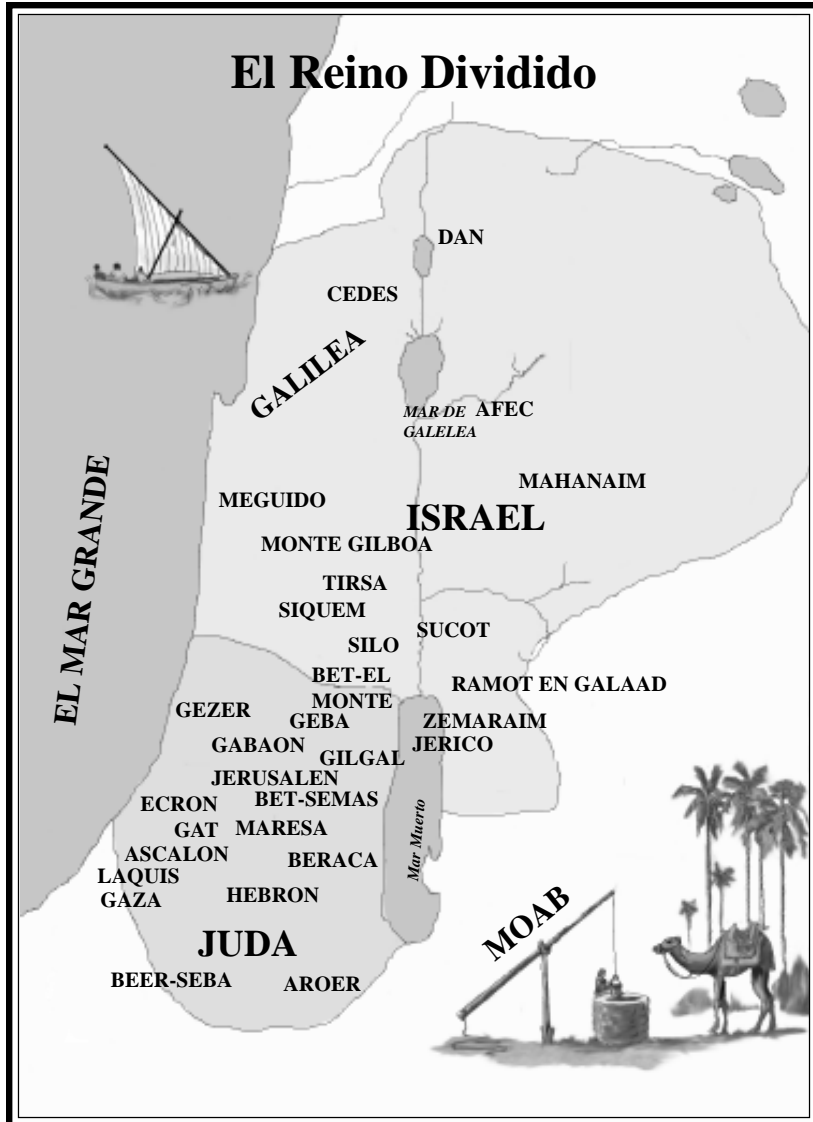 El Reino Dividido
DAN
CEDES
GALILEA
MAR DE
GALELEA
AFEC
MAHANAIM
MEGUIDO
ISRAEL
MONTE GILBOA
EL MAR GRANDE
TIRSA
SIQUEM
SUCOT
SILO
BET-EL
RAMOT EN GALAAD
MONTE
GEZER
GEBA
ZEMARAIM
GABAON
JERICO
GILGAL
JERUSALEN
ECRON
BET-SEMAS
GAT
MARESA
Mar Muerto
ASCALON
BERACA
LAQUIS
GAZA
HEBRON
MOAB
JUDA
BEER-SEBA
AROER